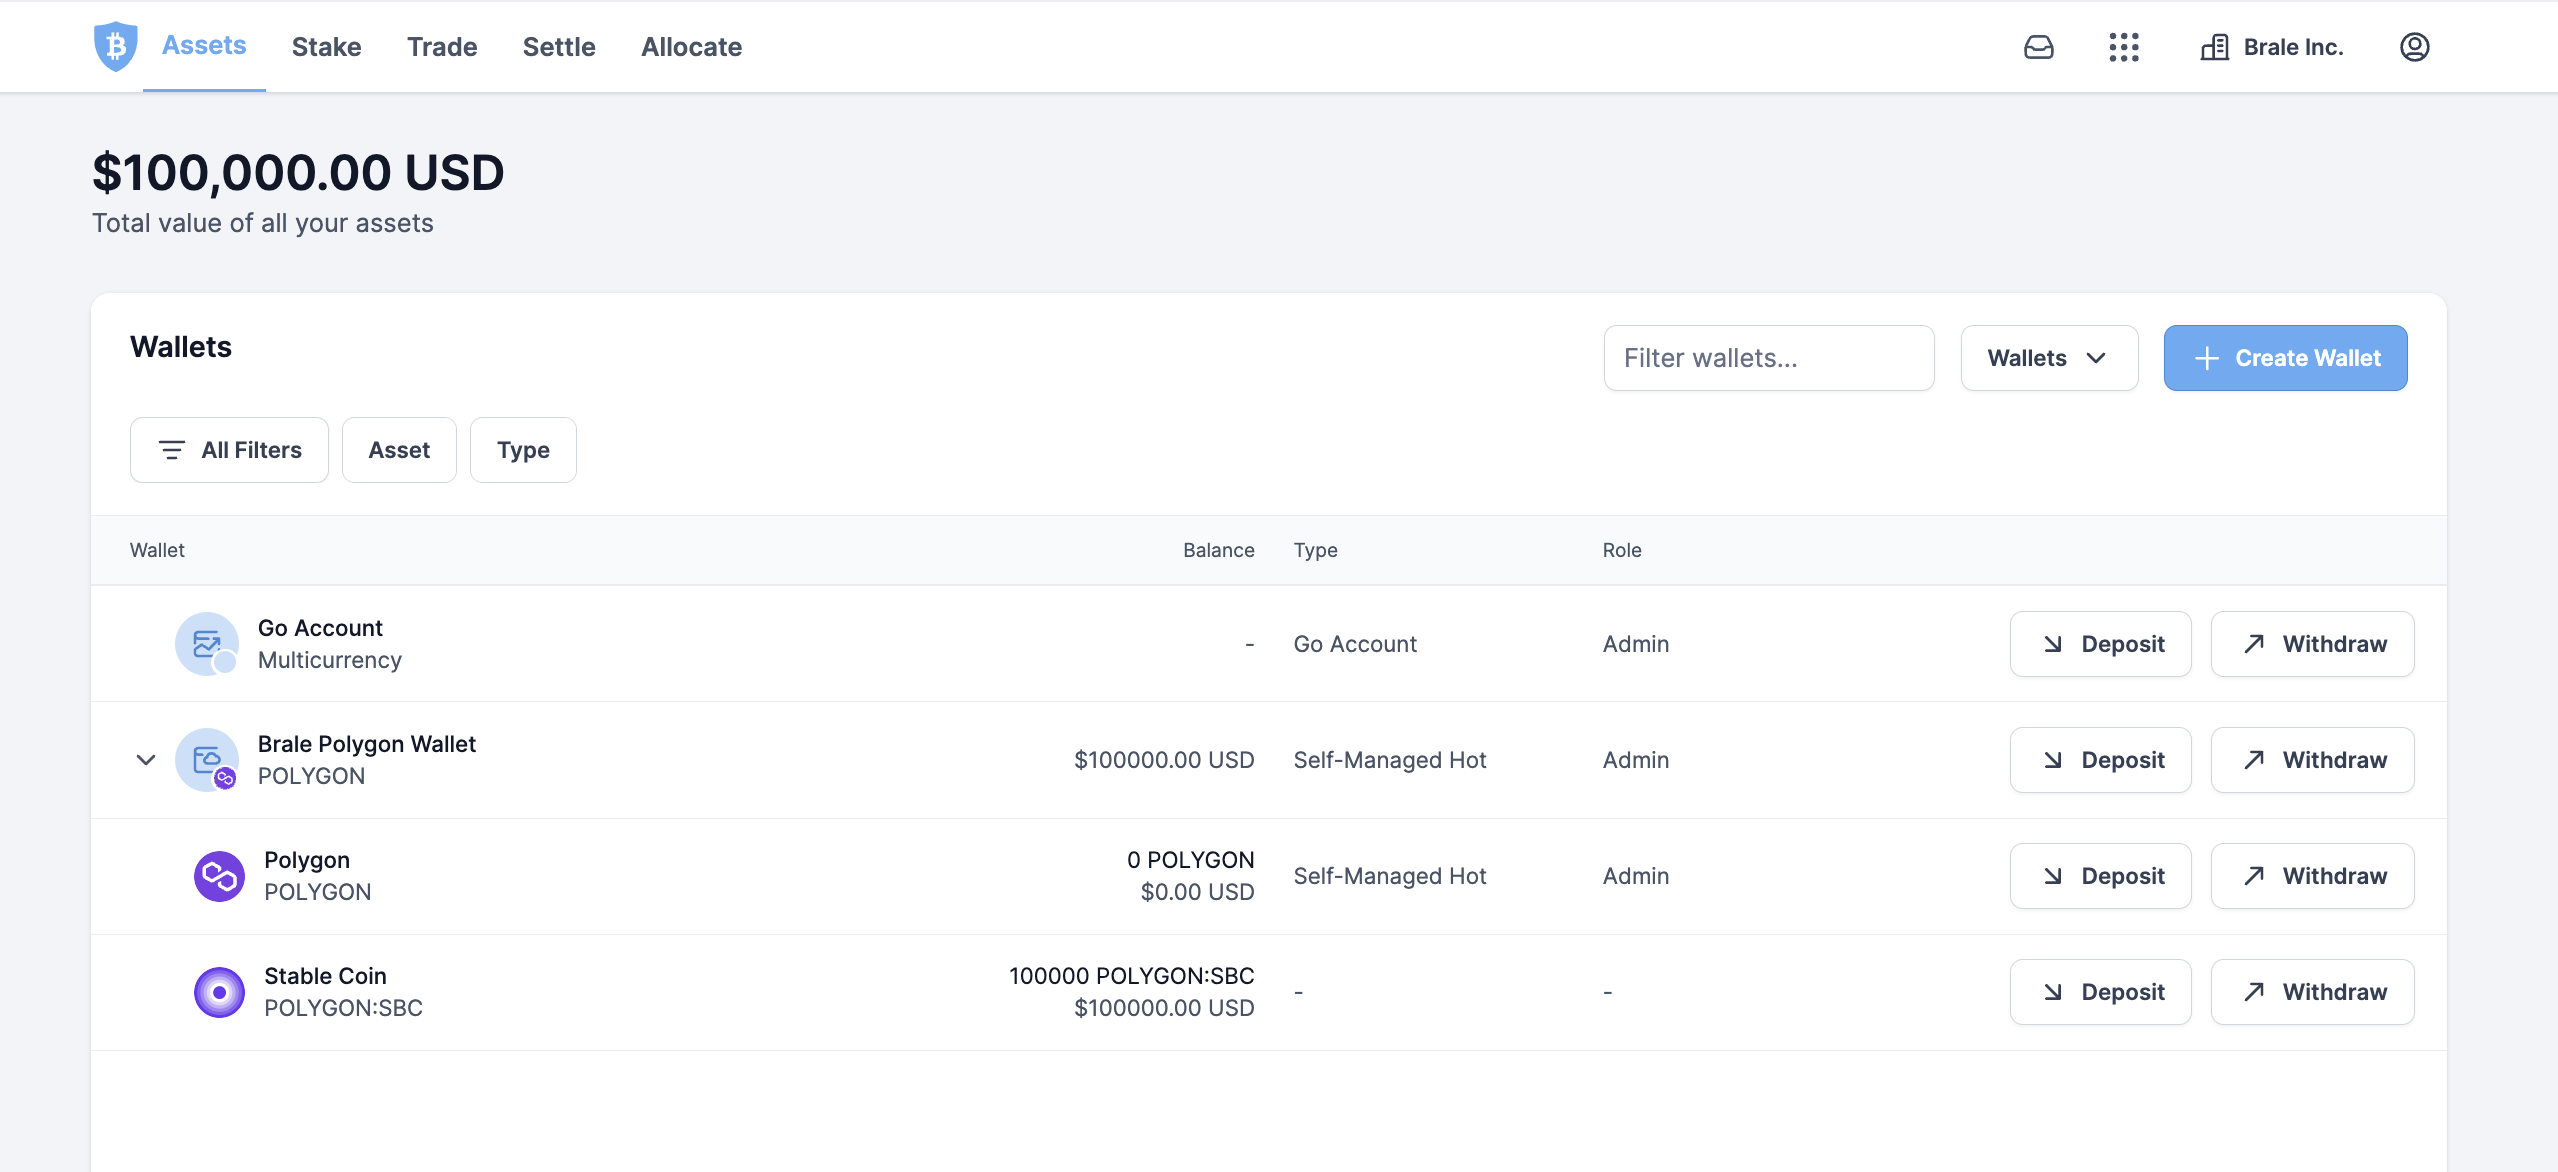 Assets Stake Trade Settle Allocate Brale Inc.
$100,000.00 USD
Total value of all your assets
Wallets
Filter wallets...
Wallets
Create Wallet
All Filters
Asset
Type
Wallet Balance Type Role
Go Account
Multicurrency
- Go Account Admin Deposit Withdraw
Brale Polygon Wallet
POLYGON
$100000.00 USD Self-Managed Hot Admin Deposit Withdraw
Polygon
POLYGON
0 POLYGON
$0.00 USD
Self-Managed Hot Admin Deposit Withdraw
Stable Coin
POLYGON:SBC
100000 POLYGON:SBC
$100000.00 USD
- - Deposit Withdraw